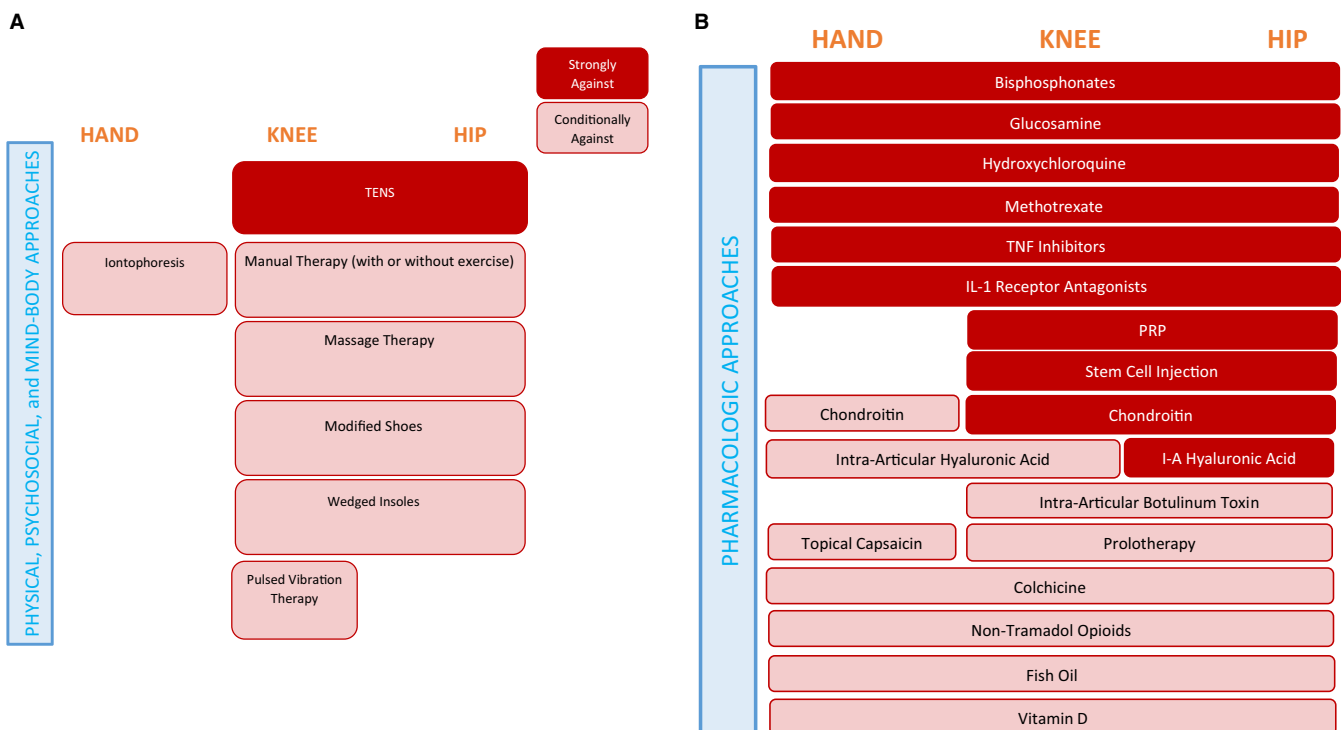 A
Strongly
Against
Conditionally
Against
HAND KNEE HIP
PHYSICAL, PSYCHOSOCIAL, and MIND-BODY APPROACHES
TENS
Iontophoresis
Manual Therapy (with or without exercise)
Massage Therapy
Modified Shoes
Wedged Insoles
Pulsed Vibration
Therapy
B
HAND KNEE HIP
PHARMACOLOGIC APPROACHES
Bisphosphonates
Glucosamine
Hydroxychloroquine
Methotrexate
TNF Inhibitors
IL-1 Receptor Antagonists
PRP
Stem Cell Injection
Chondroitin Chondroitin
Intra-Articular Hyaluronic Acid I-A Hyaluronic Acid
Intra-Articular Botulinum Toxin
Topical Capsaicin Prolotherapy
Colchicine
Non-Tramadol Opioids
Fish Oil
Vitamin D